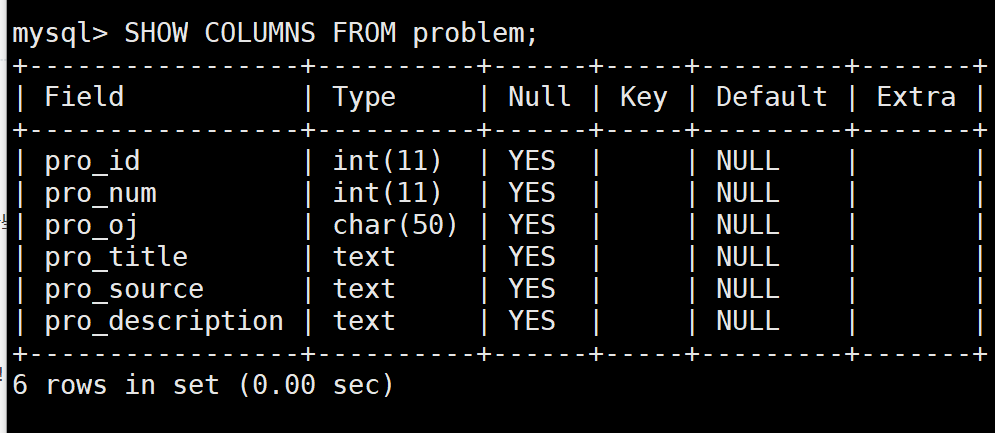 mysql> SHOW COLUMNS FROM problem;
+-----------------+----------+------+-----+---------+-------+
| Field           | Type     | Null | Key | Default | Extra |
+-----------------+----------+------+-----+---------+-------+
| pro_id          | int(11)  | YES  |     | NULL    |       |
| pro_num         | int(11)  | YES  |     | NULL    |       |
| pro_oj          | char(50) | YES  |     | NULL    |       |
| pro_title       | text     | YES  |     | NULL    |       |
| pro_source      | text     | YES  |     | NULL    |       |
| pro_description | text     | YES  |     | NULL    |       |
+-----------------+----------+------+-----+---------+-------+
6 rows in set (0.00 sec)